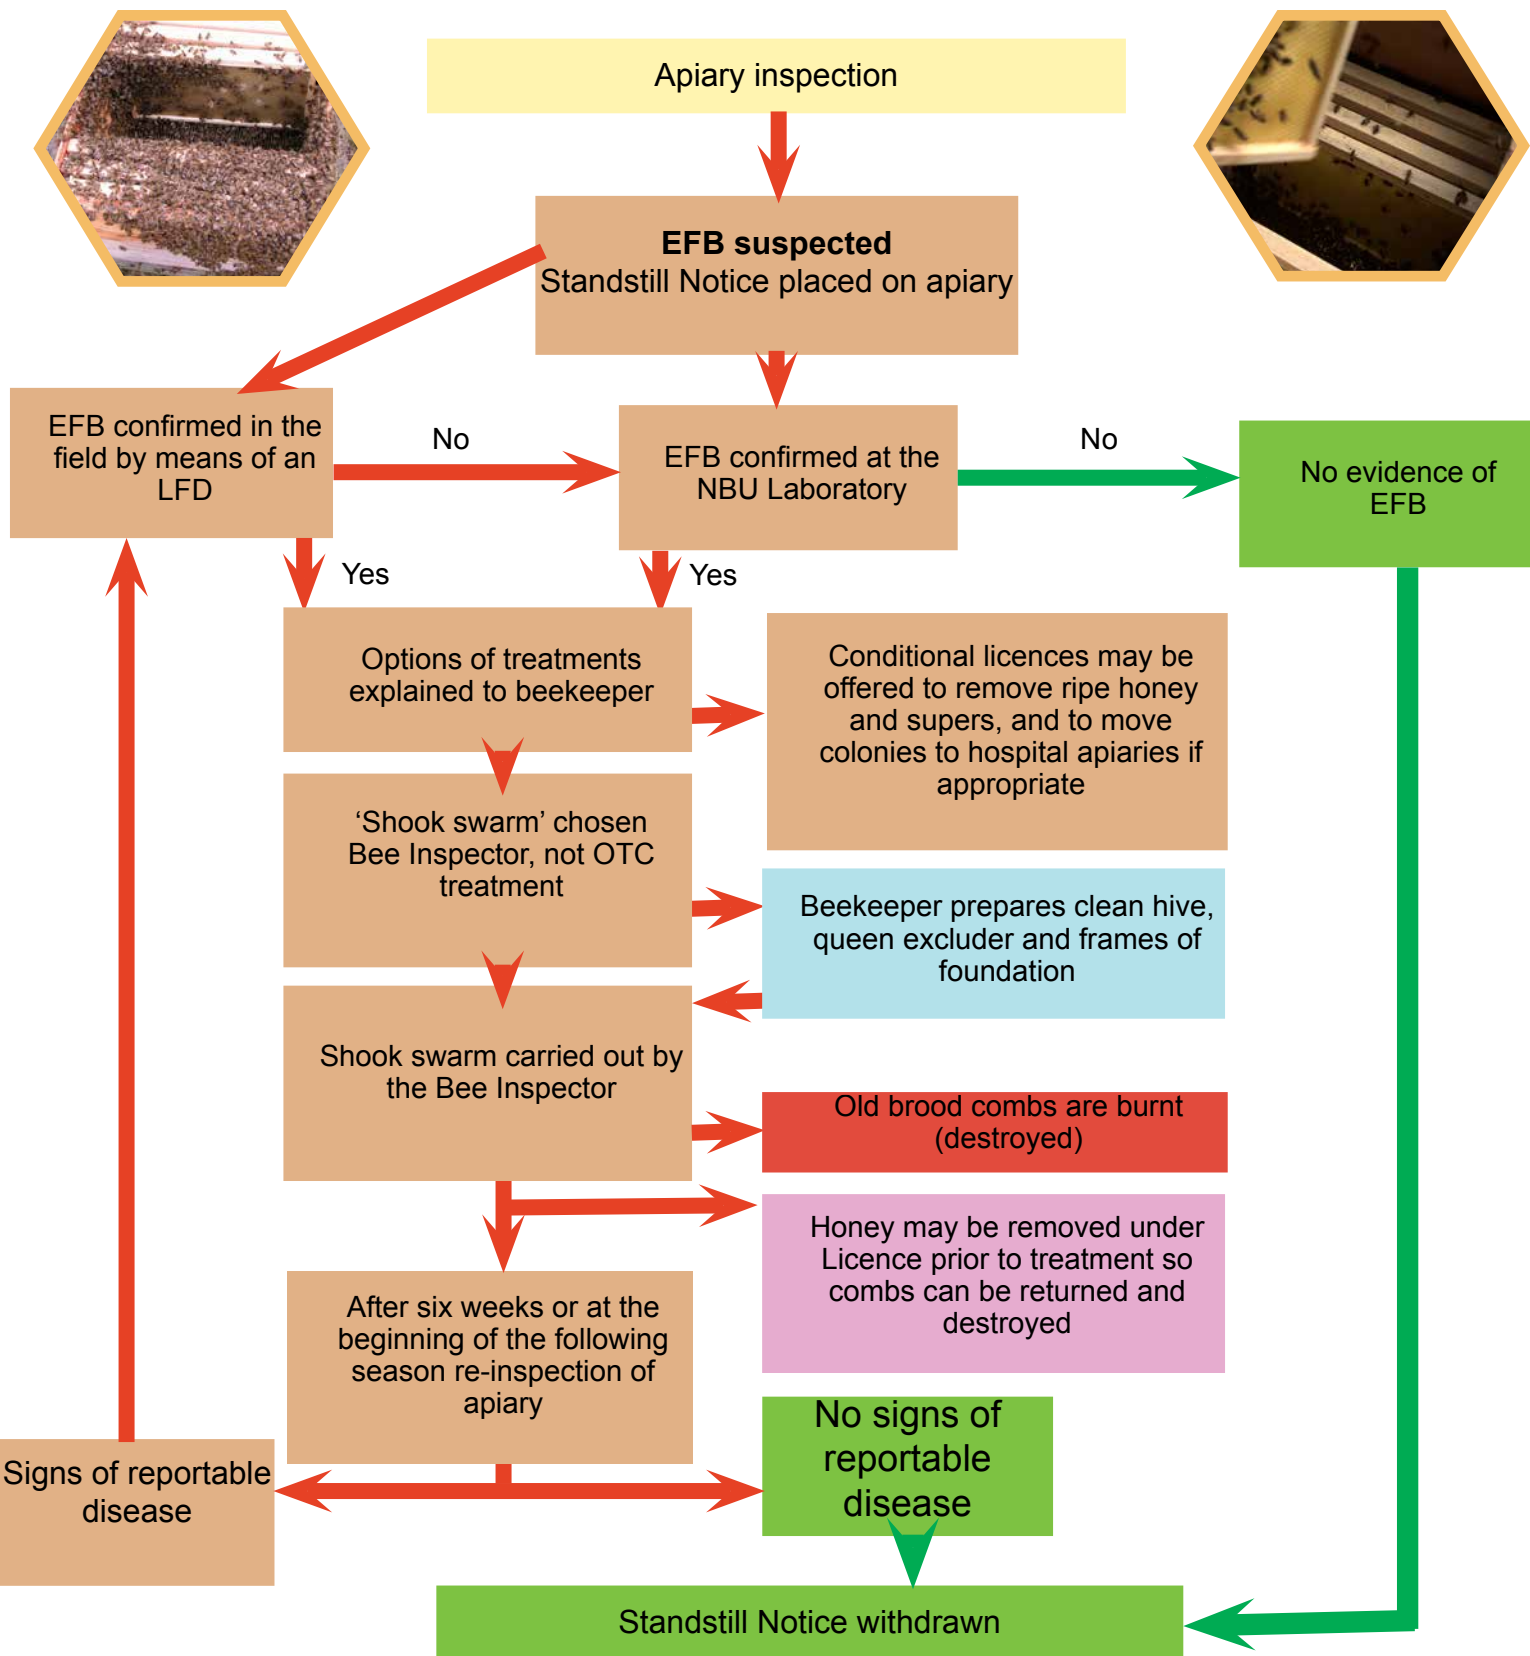 Apiary inspection
EFB suspected
Standstill Notice placed on apiary
EFB confirmed in the
field by means of an
LFD
No
EFB confirmed at the
NBU Laboratory
No
No evidence of
EFB
Yes
Yes
Options of treatments
explained to beekeeper
Conditional licences may be
offered to remove ripe honey
and supers, and to move
colonies to hospital apiaries if
appropriate
‘Shook swarm’ chosen
Bee Inspector, not OTC
treatment
Beekeeper prepares clean hive,
queen excluder and frames of
foundation
Shook swarm carried out by
the Bee Inspector
Old brood combs are burnt
(destroyed)
Honey may be removed under
Licence prior to treatment so
combs can be returned and
destroyed
After six weeks or at the
beginning of the following
season re-inspection of
apiary
Signs of reportable
disease
No signs of
reportable
disease
Standstill Notice withdrawn